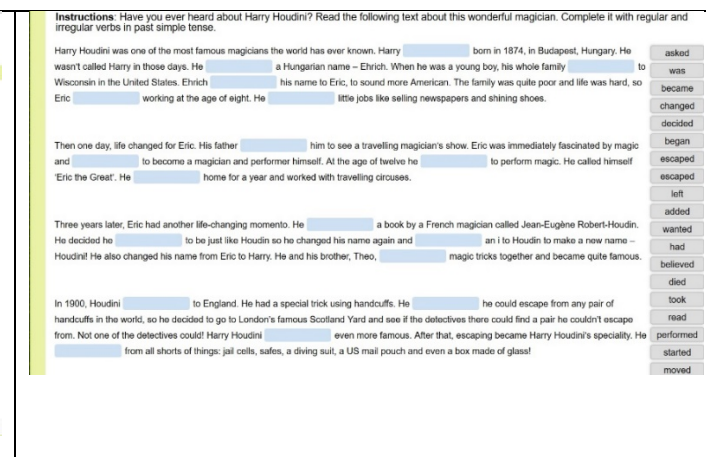 Instructions: Have you ever heard about Harry Houdini? Read the following text about this wonderful magician. Complete it with regular and
irregular verbs in past simple tense.
Harry Houdini was one of the most famous magicians the world has ever known. Harry born in 1874, in Budapest, Hungary. He
wasn't called Harry in those days. He a Hungarian name – Ehrich. When he was a young boy, his whole family to
Wisconsin in the United States. Ehrich his name to Eric, to sound more American. The family was quite poor and life was hard, so
Eric working at the age of eight. He little jobs like selling newspapers and shining shoes.
Then one day, life changed for Eric. His father him to see a travelling magician's show. Eric was immediately fascinated by magic
and to become a magician and performer himself. At the age of twelve he to perform magic. He called himself
'Eric the Great'. He home for a year and worked with travelling circuses.
Three years later, Eric had another life-changing momento. He a book by a French magician called Jean-Eugène Robert-Houdin.
He decided he to be just like Houdin so he changed his name again and an i to Houdin to make a new name –
Houdini! He also changed his name from Eric to Harry. He and his brother, Theo, magic tricks together and became quite famous.
In 1900, Houdini to England. He had a special trick using handcuffs. He he could escape from any pair of
handcuffs in the world, so he decided to go to London's famous Scotland Yard and see if the detectives there could find a pair he couldn't escape
from. Not one of the detectives could! Harry Houdini even more famous. After that, escaping became Harry Houdini's speciality. He
from all shorts of things: jail cells, safes, a diving suit, a US mail pouch and even a box made of glass!
asked
was
became
changed
decided
began
escaped
escaped
left
added
wanted
had
believed
died
took
read
performed
started
moved